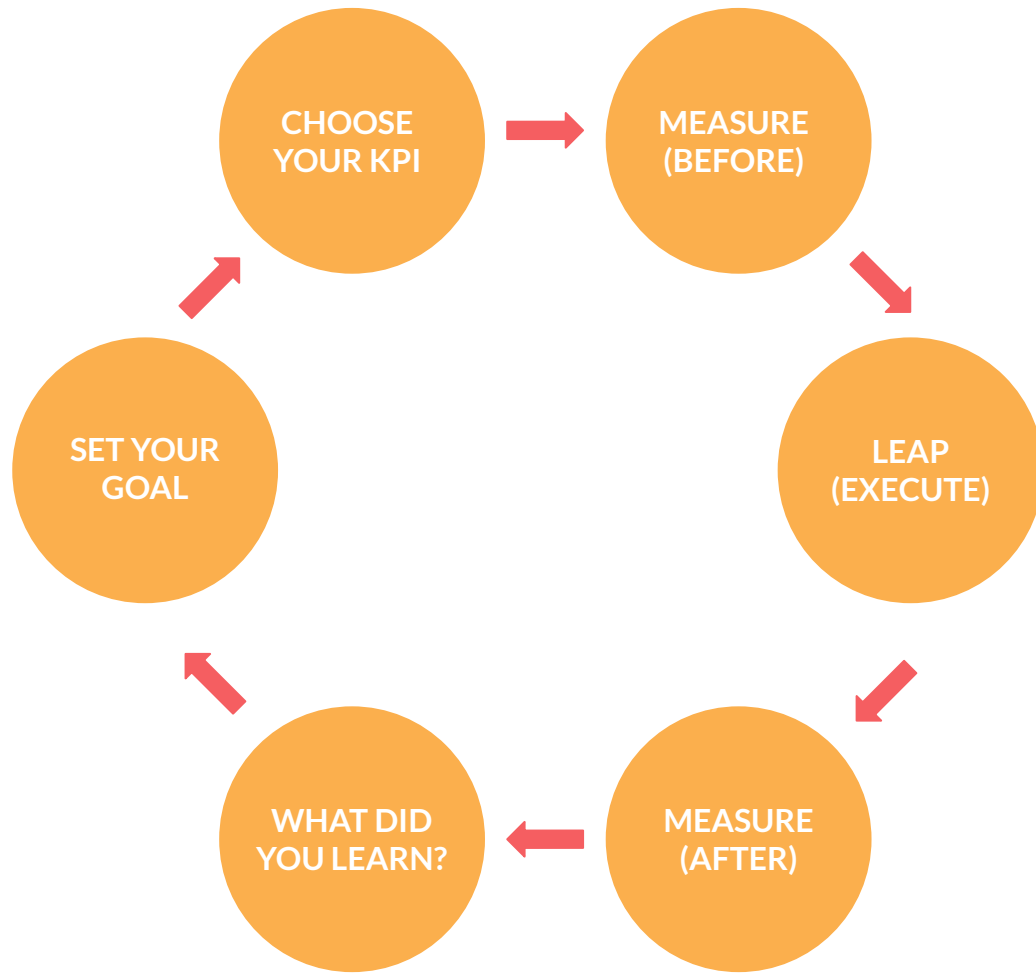 CHOOSE
YOUR KPI
MEASURE
(BEFORE)
LEAP
(EXECUTE)
MEASURE
(AFTER)
WHAT DID
YOU LEARN?
SET YOUR
GOAL